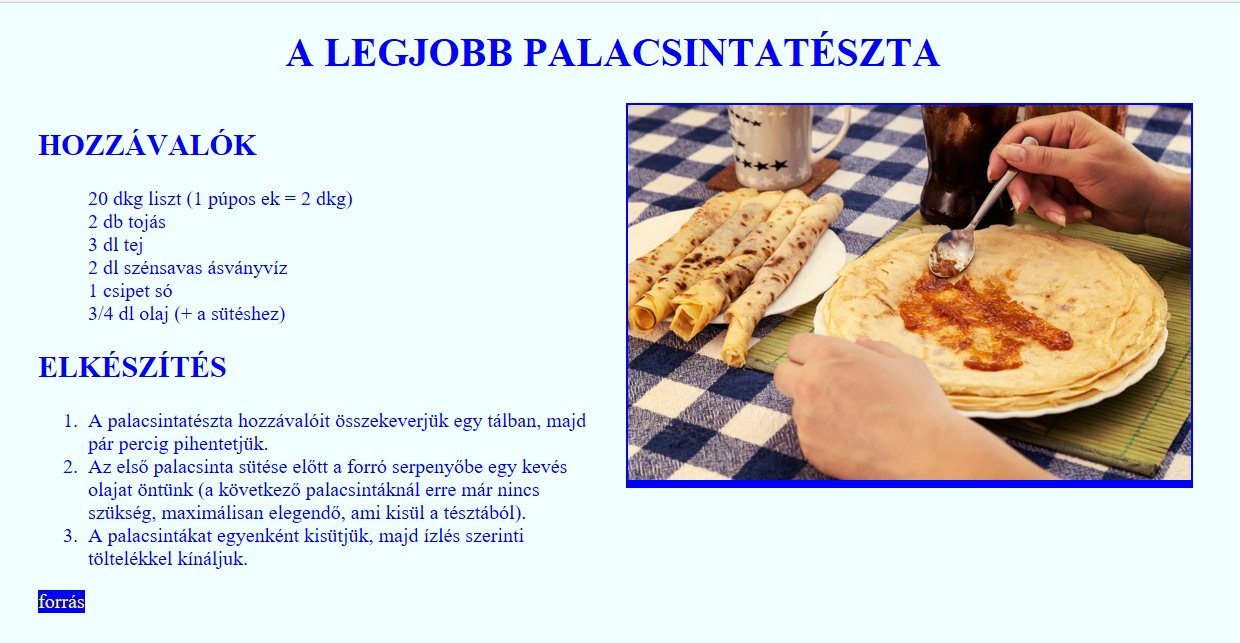 A LEGJOBB PALACSINTATÉSZTA
HOZZÁVALÓK
20 dkg liszt (1 púpos ek = 2 dkg)
2 db tojás
3 dl tej
2 dl szénsavas ásványvíz
1 csipet só
3/4 dl olaj (+ a sütéshez)
ELKÉSZÍTÉS
1. A palacsintatészta hozzávalóit összekeverjük egy tálban, majd
pár percig pihentetjük.
2. Az első palacsinta sütése előtt a forró serpenyőbe egy kevés
olajat öntünk (a következő palacsintáknál erre már nincs
szükség, maximálisan elegendő, ami kisül a tésztából).
3. A palacsintákat egyenként kisütjük, majd ízlés szerinti
töltelékkel kínáljuk.
forrás